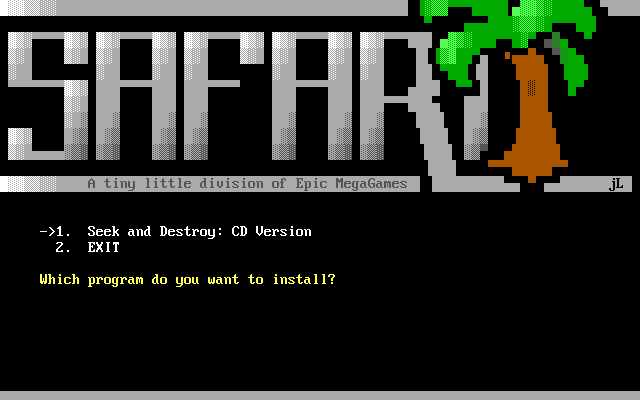 SAFARI
A tiny little division of Epic MegaGames
jL
->1. Seek and Destroy: CD Version
2. EXIT
Which program do you want to install?